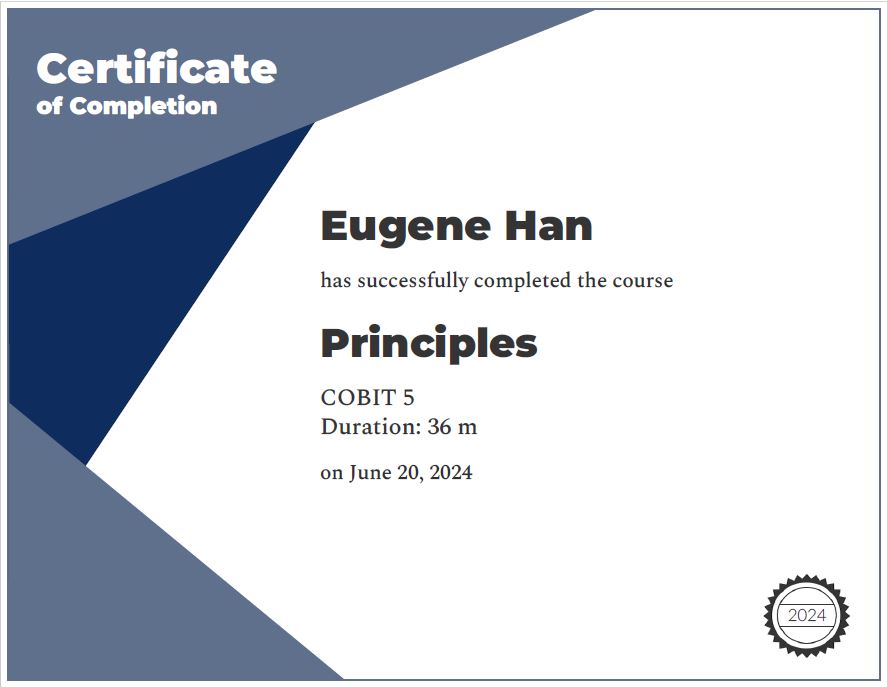 Certificate
of Completion
Eugene Han
has successfully completed the course
Principles
COBIT 5
Duration: 36 m
on June 20, 2024
2024